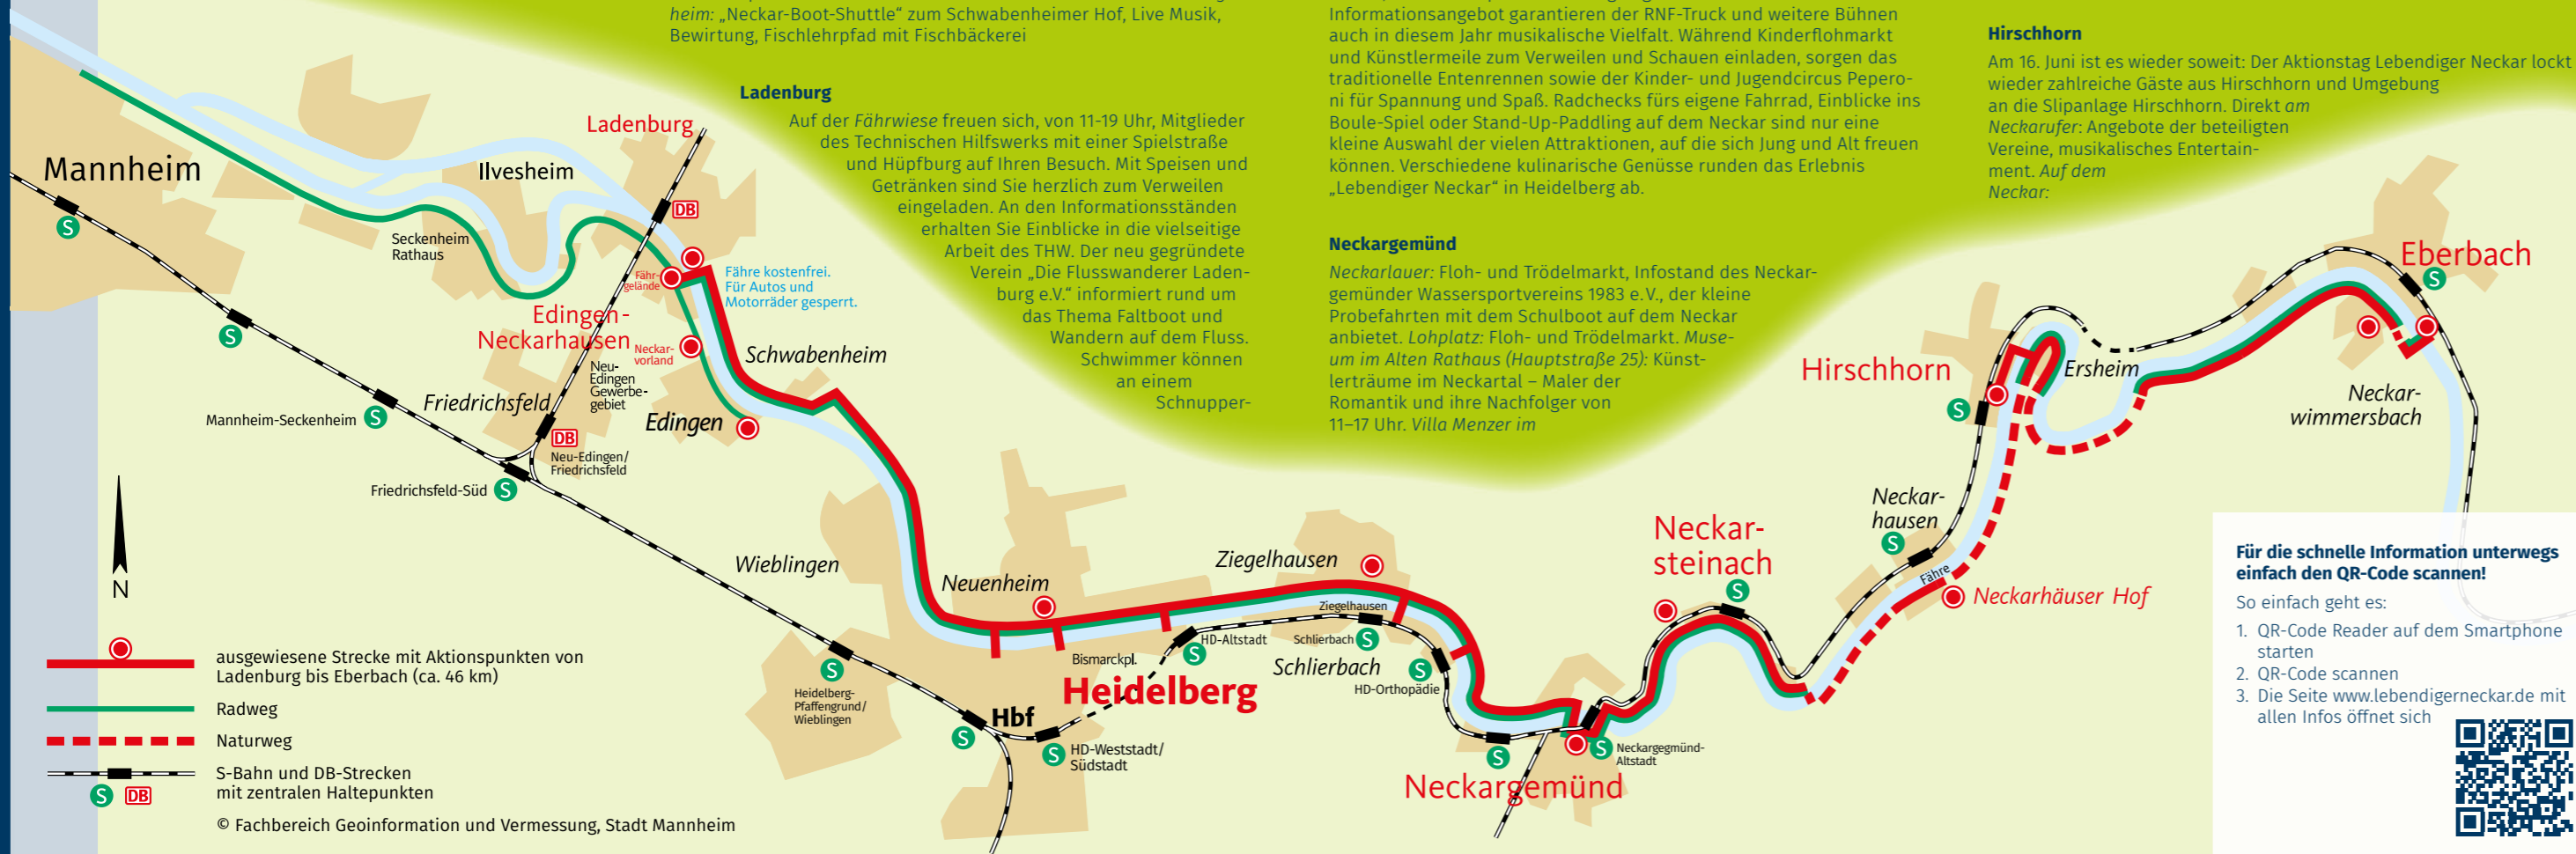 heim: „Neckar-Boot-Shuttle“ zum Schwabenheimer Hof, Live Musik,
Bewirtung, Fischlehrpfad mit Fischbäckerei
Ladenburg
Auf der Fährwiese freuen sich, von 11-19 Uhr, Mitglieder
des Technischen Hilfswerks mit einer Spielstraße
und Hüpfburg auf Ihren Besuch. Mit Speisen und
Getränken sind Sie herzlich zum Verweilen
eingeladen. An den Informationsständen
erhalten Sie Einblicke in die vielseitige
Arbeit des THW. Der neu gegründete
Verein „Die Flusswanderer Laden-
burg e.V.“ informiert rund um
das Thema Faltboot und
Wandern auf dem Fluss.
Schwimmer können
an einem
Schnupper-
Informationsangebot garantieren der RNF-Truck und weitere Bühnen
auch in diesem Jahr musikalische Vielfalt. Während Kinderflohmarkt
und Künstlermeile zum Verweilen und Schauen einladen, sorgen das
traditionelle Entenrennen sowie der Kinder- und Jugendcircus Pepero-
ni für Spannung und Spaß. Radchecks fürs eigene Fahrrad, Einblicke ins
Boule-Spiel oder Stand-Up-Paddling auf dem Neckar sind nur eine
kleine Auswahl der vielen Attraktionen, auf die sich Jung und Alt freuen
können. Verschiedene kulinarische Genüsse runden das Erlebnis
„Lebendiger Neckar“ in Heidelberg ab.
Neckargemünd
Neckarlauer: Floh- und Trödelmarkt, Infostand des Neckar-
gemünder Wassersportvereins 1983 e.V., der kleine
Probefahrten mit dem Schulboot auf dem Neckar
anbietet. Lohplatz: Floh- und Trödelmarkt. Muse-
um im Alten Rathaus (Hauptstraße 25): Künst-
lerträume im Neckartal – Maler der
Romantik und ihre Nachfolger von
11–17 Uhr. Villa Menzer im
Hirschhorn
Am 16. Juni ist es wieder soweit: Der Aktionstag Lebendiger Neckar lockt
wieder zahlreiche Gäste aus Hirschhorn und Umgebung
an die Slipanlage Hirschhorn. Direkt am
Neckarufer: Angebote der beteiligten
Vereine, musikalisches Entertain-
ment. Auf dem
Neckar:
Mannheim
S
Ladenburg
Ilvesheim
DB
Seckenheim
Rathaus
Fähr-
gelände
Fähre kostenfrei.
Für Autos und
Motorräder gesperrt.
Edingen-
Neckarhausen
Neckar-
vorland
Schwabenheim
S
Neu-
Edingen
Gewerbe-
gebiet
Friedrichsfeld
Edingen
Mannheim-Seckenheim
S
DB
Neu-Edingen/
Friedrichsfeld
Friedrichsfeld-Süd
S
Wieblingen
Neuenheim
Ziegelhausen
Ziegelhausen
S
Heidelberg-
Pfaffengrund/
Wieblingen
Hbf
S
Bismarckpl.
Heidelberg
S
HD-Weststadt/
Südstadt
HD-Altstadt
S
Schlierbach
S
Schlierbach
HD-Orthopädie
S
S
Neckargemünd
S
Neckargegmünd-
Altstadt
Neckar-
steinach
S
Neckar-
hausen
S
Fähre
Neckarhäuser Hof
Hirschhorn
S
Ersheim
Eberbach
S
Neckar-
wimmersbach
N
ausgewiesene Strecke mit Aktionspunkten von
Ladenburg bis Eberbach (ca. 46 km)
Radweg
Naturweg
S-Bahn und DB-Strecken
mit zentralen Haltepunkten
S DB
© Fachbereich Geoinformation und Vermessung, Stadt Mannheim
Für die schnelle Information unterwegs
einfach den QR-Code scannen!
So einfach geht es:
1. QR-Code Reader auf dem Smartphone
starten
2. QR-Code scannen
3. Die Seite www.lebendigerneckar.de mit
allen Infos öffnet sich